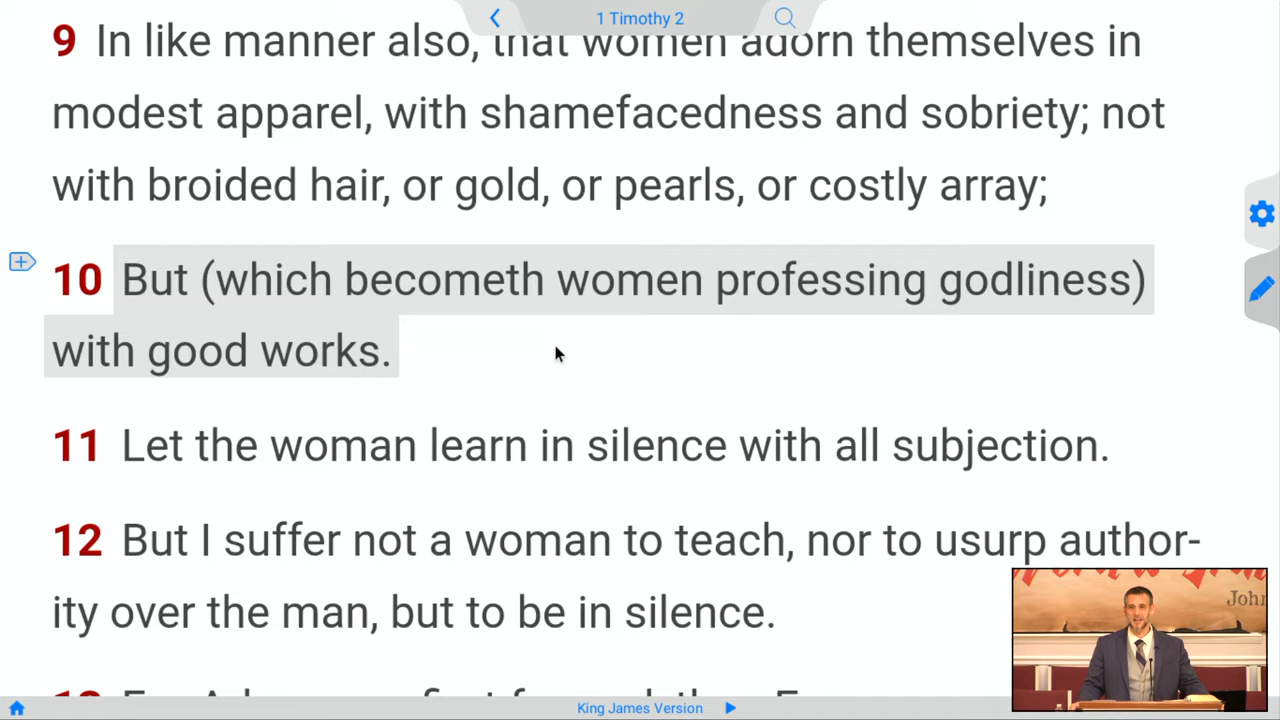 1 Timothy 2
9 In like manner also, that women adorn themselves in
modest apparel, with shamefacedness and sobriety; not
with broided hair, or gold, or pearls, or costly array;
10 But (which becometh women professing godliness)
with good works.
11 Let the woman learn in silence with all subjection.
12 But I suffer not a woman to teach, nor to usurp author-
ity over the man, but to be in silence.
John
King James Version